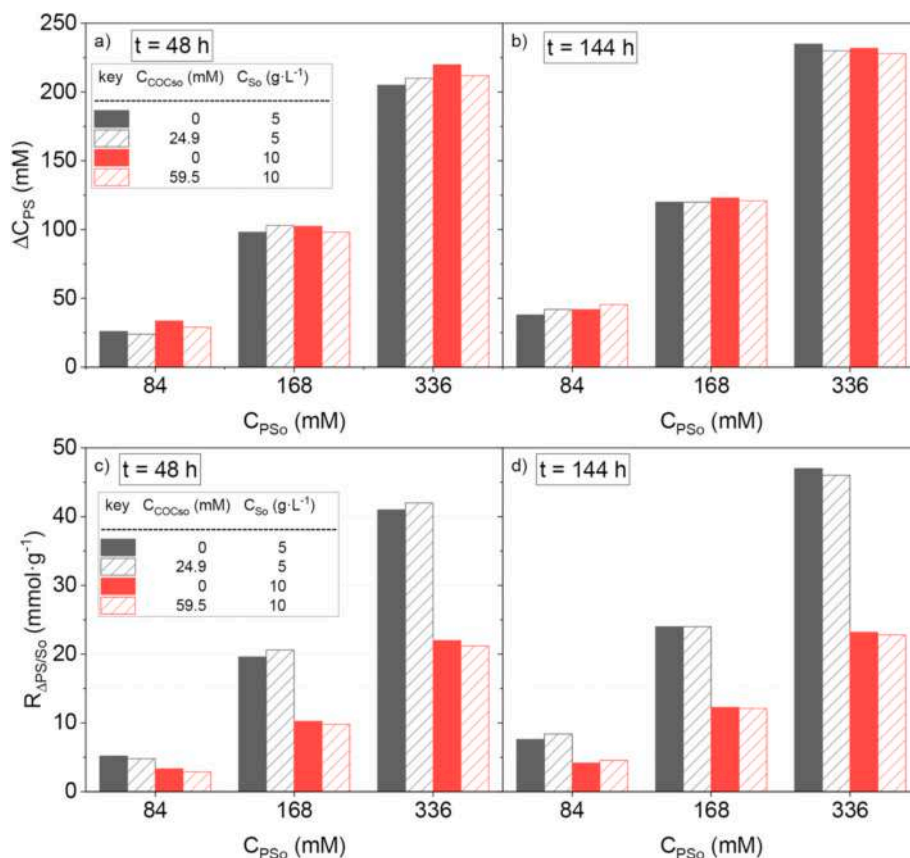 a) t = 48 h
key C_COCso (mM) C_So (g·L⁻¹)
0 5
24.9 5
0 10
59.5 10
ΔC_PS (mM)
250
200
150
100
50
0
84 168 336
C_PSo (mM)
b) t = 144 h
84 168 336
C_PSo (mM)
c) t = 48 h
key C_COCso (mM) C_So (g·L⁻¹)
0 5
24.9 5
0 10
59.5 10
R_ΔPS/So (mmol·g⁻¹)
50
40
30
20
10
0
84 168 336
C_PSo (mM)
d) t = 144 h
84 168 336
C_PSo (mM)